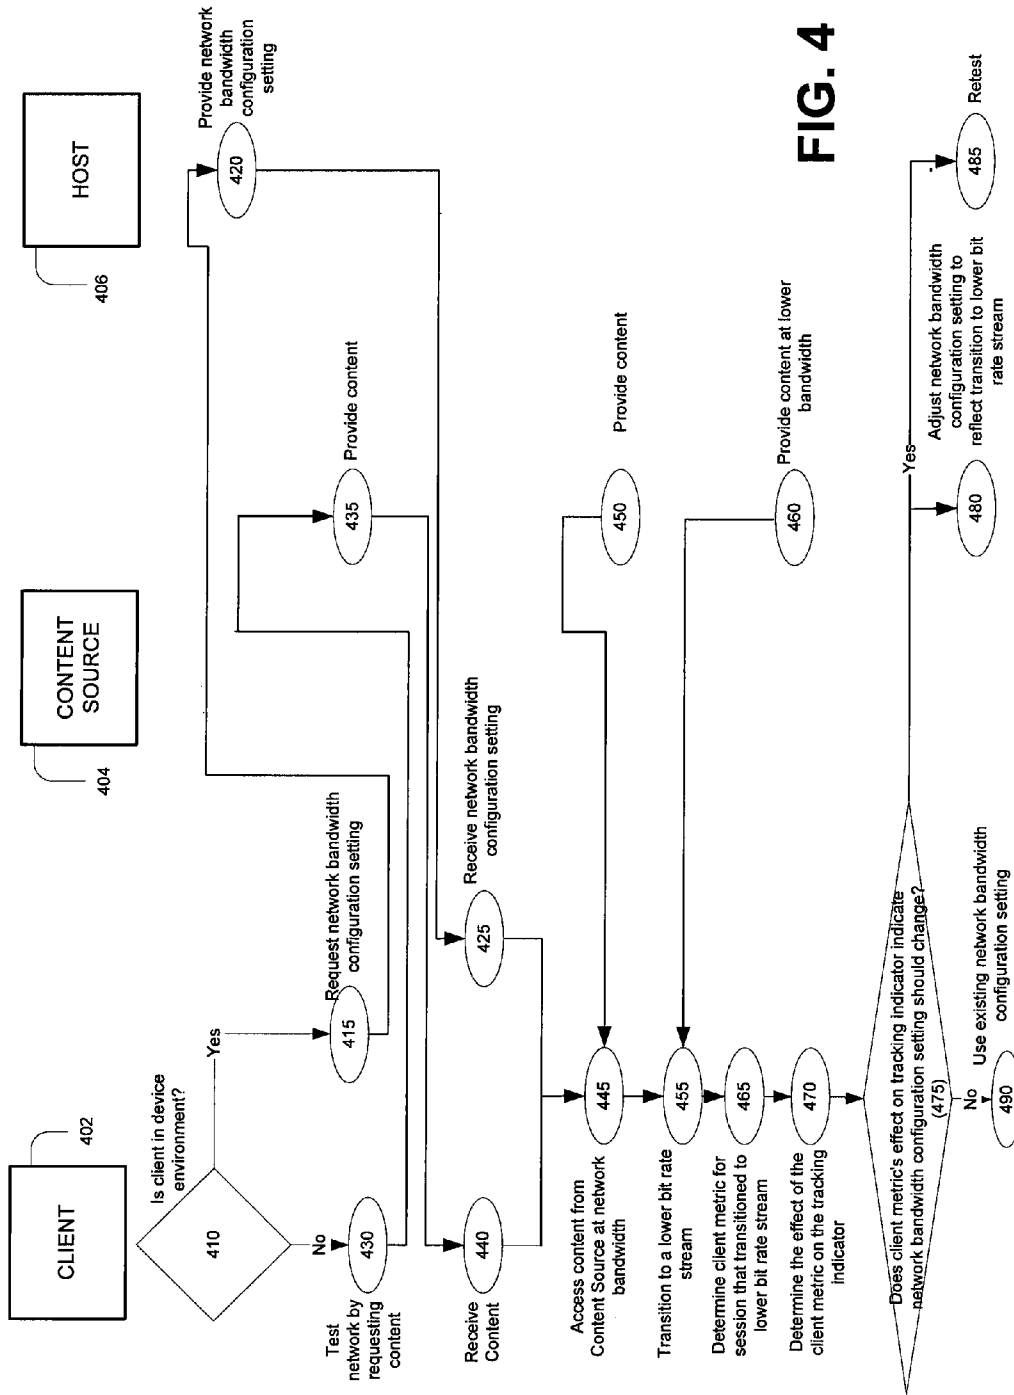 CLIENT
402
CONTENT
SOURCE
404
HOST
406
Is client in device
environment?
410
Yes
No
Request network bandwidth
configuration setting
415
Provide network
bandwidth
configuration
setting
420
Test
network by
requesting
content
430
435
Provide content
Receive
Content
440
425
Receive network bandwidth
configuration setting
Access content from
Content Source at network
bandwidth
445
450
Provide content
Transition to a lower bit rate
stream
455
460
Provide content at lower
bandwidth
Determine client metric for
session that transitioned to
lower bit rate stream
465
Determine the effect of the
client metric on the tracking
indicator
470
Does client metric's effect on tracking indicator indicate
network bandwidth configuration setting should change?
(475)
Yes
No
Adjust network bandwidth
configuration setting to
reflect transition to lower bit
rate stream
480
485
Retest
490
Use existing network bandwidth
configuration setting
FIG. 4